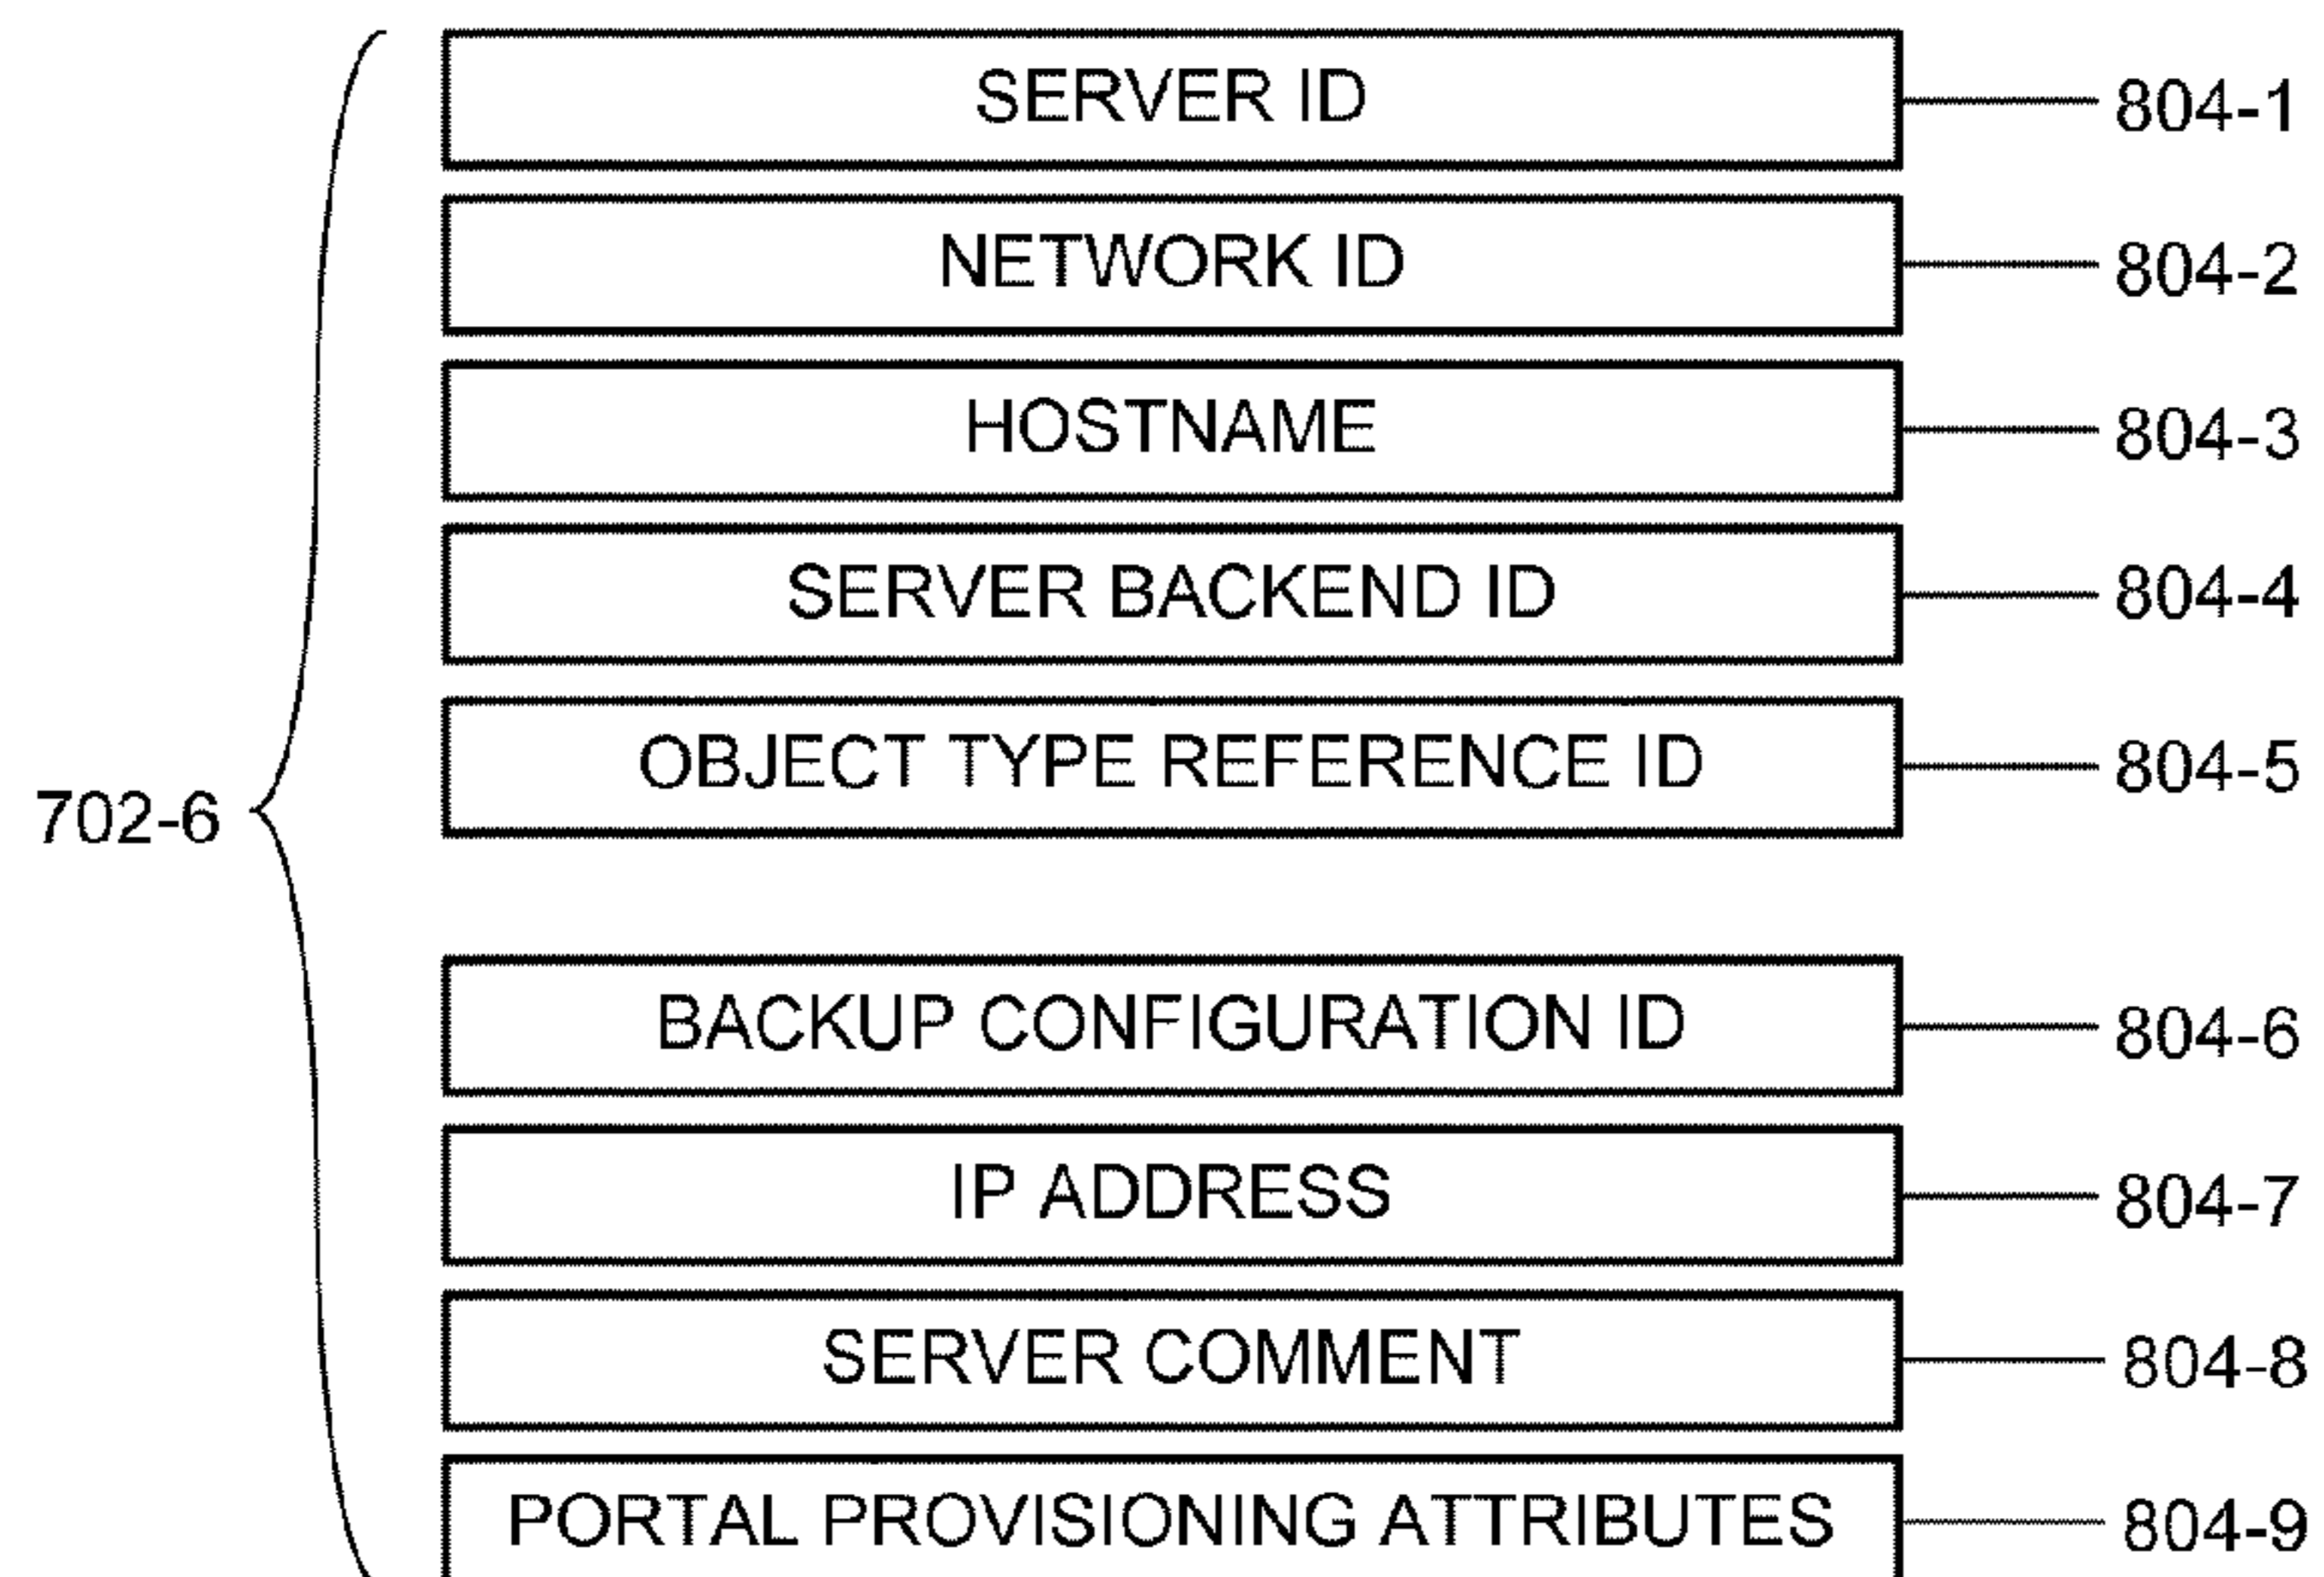 SERVER ID 804-1
NETWORK ID 804-2
HOSTNAME 804-3
SERVER BACKEND ID 804-4
OBJECT TYPE REFERENCE ID 804-5
702-6
BACKUP CONFIGURATION ID 804-6
IP ADDRESS 804-7
SERVER COMMENT 804-8
PORTAL PROVISIONING ATTRIBUTES 804-9